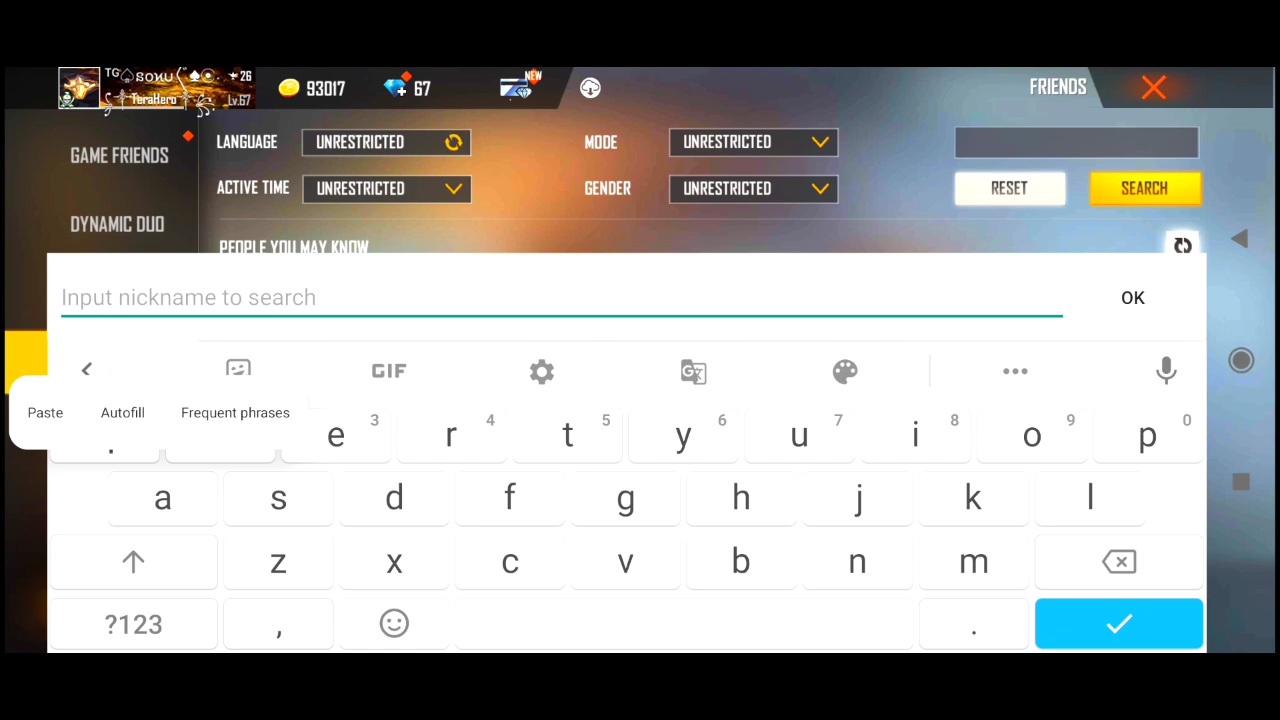 TG♤ꜱᴏɴᴜ 26
TeraHero Lv.67
93017
67
NEW
FRIENDS
GAME FRIENDS
DYNAMIC DUO
LANGUAGE UNRESTRICTED
MODE UNRESTRICTED
ACTIVE TIME UNRESTRICTED
GENDER UNRESTRICTED
RESET SEARCH
PEOPLE YOU MAY KNOW
Input nickname to search OK
GIF
Paste Autofill Frequent phrases
e 3 r 4 t 5 y 6 u 7 i 8 o 9 p 0
a s d f g h j k l
z x c v b n m
?123 , .